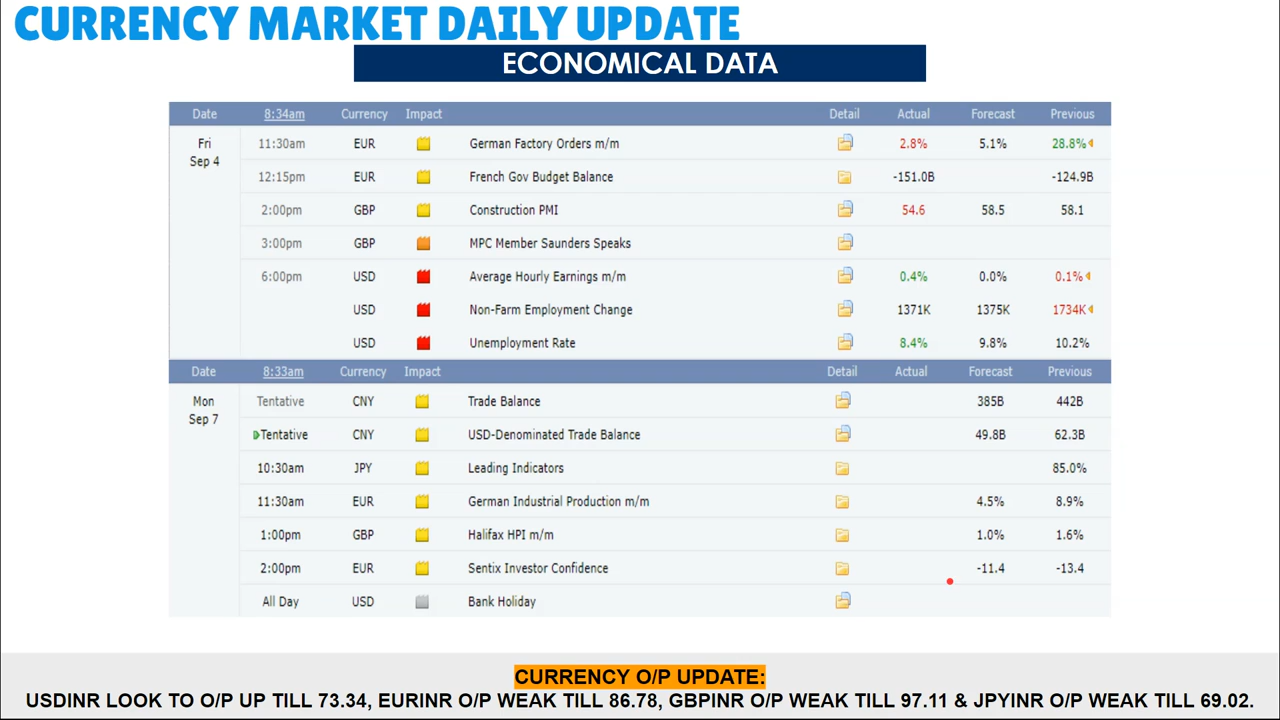 CURRENCY MARKET DAILY UPDATE
ECONOMICAL DATA
Date 8:34am Currency Impact Detail Actual Forecast Previous
Fri Sep 4 11:30am EUR German Factory Orders m/m 2.8% 5.1% 28.8%
12:15pm EUR French Gov Budget Balance -151.0B -124.9B
2:00pm GBP Construction PMI 54.6 58.5 58.1
3:00pm GBP MPC Member Saunders Speaks
6:00pm USD Average Hourly Earnings m/m 0.4% 0.0% 0.1%
USD Non-Farm Employment Change 1371K 1375K 1734K
USD Unemployment Rate 8.4% 9.8% 10.2%
Date 8:33am Currency Impact Detail Actual Forecast Previous
Mon Sep 7 Tentative CNY Trade Balance 385B 442B
Tentative CNY USD-Denominated Trade Balance 49.8B 62.3B
10:30am JPY Leading Indicators 85.0%
11:30am EUR German Industrial Production m/m 4.5% 8.9%
1:00pm GBP Halifax HPI m/m 1.0% 1.6%
2:00pm EUR Sentix Investor Confidence -11.4 -13.4
All Day USD Bank Holiday
CURRENCY O/P UPDATE:
USDINR LOOK TO O/P UP TILL 73.34, EURINR O/P WEAK TILL 86.78, GBPINR O/P WEAK TILL 97.11 & JPYINR O/P WEAK TILL 69.02.